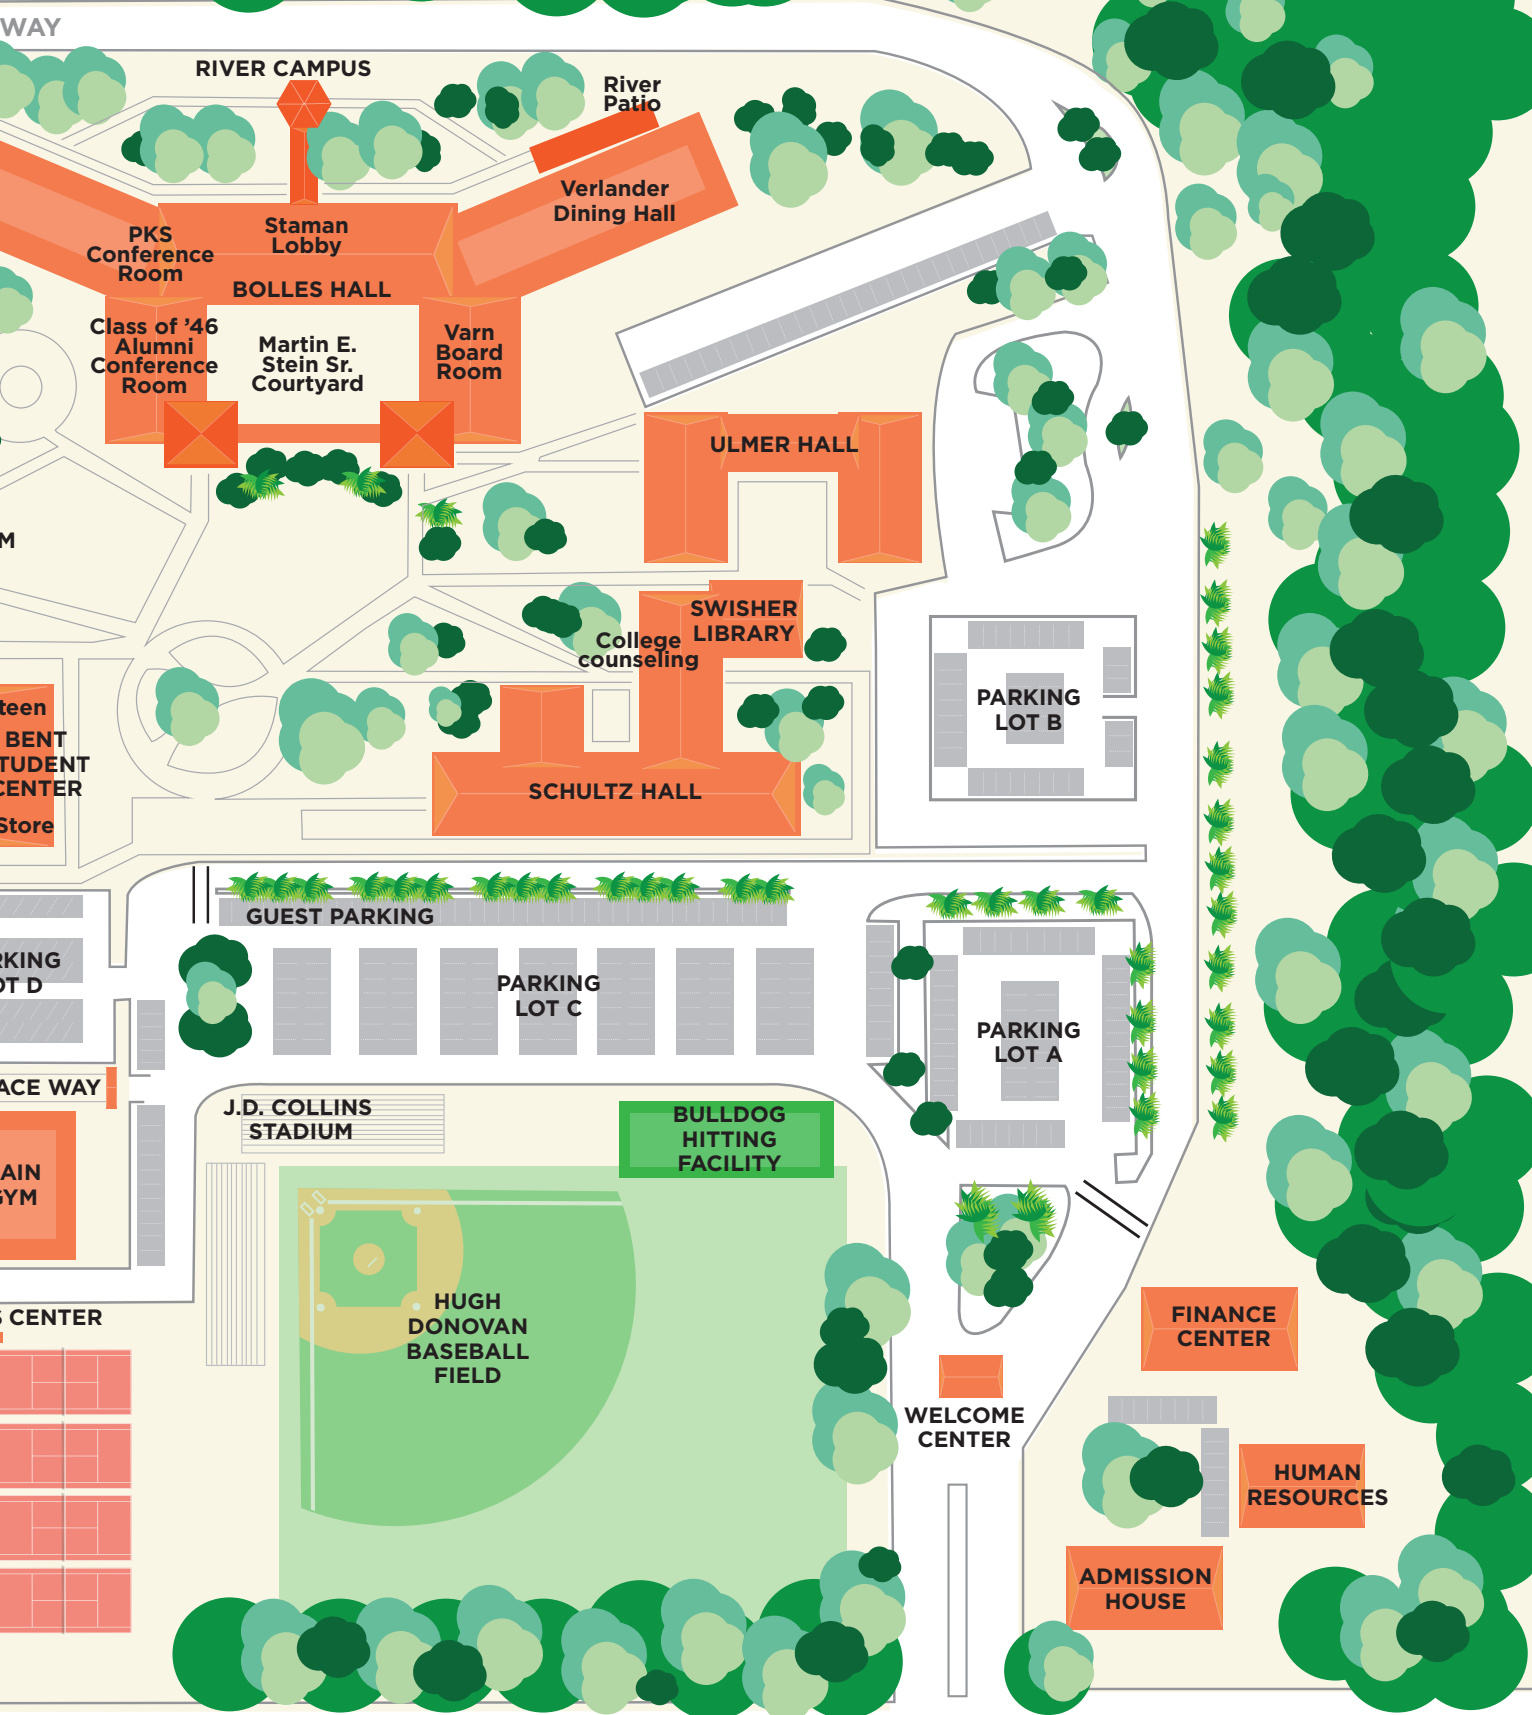 WAY
RIVER CAMPUS
River
Patio
Verlander
Dining Hall
Staman
Lobby
PKS
Conference
Room
BOLLES HALL
Class of ’46
Alumni
Conference
Room
Martin E.
Stein Sr.
Courtyard
Varn
Board
Room
ULMER HALL
M
SWISHER
LIBRARY
College
counseling
PARKING
LOT B
teen
BENT
TUDENT
CENTER
Store
SCHULTZ HALL
GUEST PARKING
RKING
OT D
PARKING
LOT C
PARKING
LOT A
ACE WAY
J.D. COLLINS
STADIUM
BULLDOG
HITTING
FACILITY
AIN
GYM
HUGH
DONOVAN
BASEBALL
FIELD
S CENTER
FINANCE
CENTER
WELCOME
CENTER
HUMAN
RESOURCES
ADMISSION
HOUSE